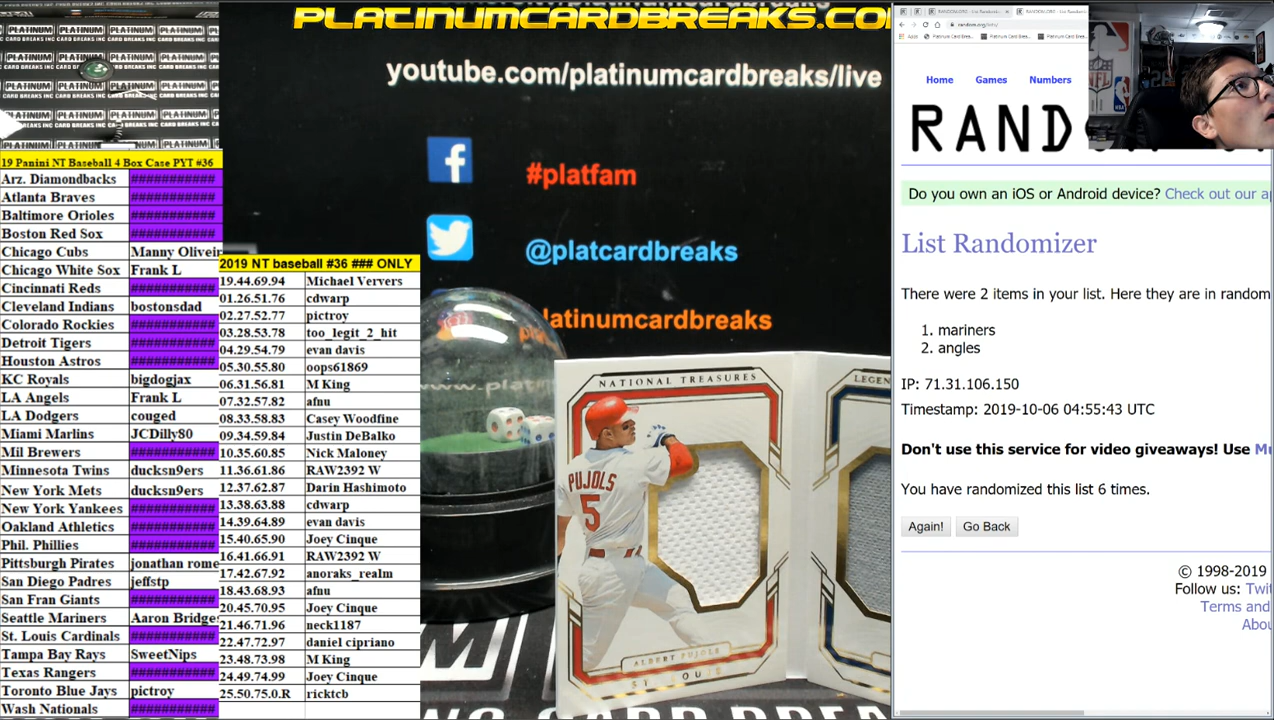 PLATINUMCARDBREAKS.CO
youtube.com/platinumcardbreaks/live
#platfam
@platcardbreaks
latinumcardbreaks
19 Panini NT Baseball 4 Box Case PYT #36
Arz. Diamondbacks ############
Atlanta Braves ############
Baltimore Orioles ############
Boston Red Sox ############
Chicago Cubs Manny Oliveir
Chicago White Sox Frank L
Cincinnati Reds ############
Cleveland Indians bostonsdad
Colorado Rockies ############
Detroit Tigers ############
Houston Astros ############
KC Royals bigdogjax
LA Angels Frank L
LA Dodgers couged
Miami Marlins JCDilly80
Mil Brewers ############
Minnesota Twins ducksn9ers
New York Mets ducksn9ers
New York Yankees ############
Oakland Athletics ############
Phil. Phillies ############
Pittsburgh Pirates jonathan rome
San Diego Padres jeffstp
San Fran Giants ############
Seattle Mariners Aaron Bridge
St. Louis Cardinals ############
Tampa Bay Rays SweetNips
Texas Rangers ############
Toronto Blue Jays pictroy
Wash Nationals ############
2019 NT baseball #36 ### ONLY
19.44.69.94 Michael Ververs
01.26.51.76 cdwarp
02.27.52.77 pictroy
03.28.53.78 too_legit_2_hit
04.29.54.79 evan davis
05.30.55.80 oops61869
06.31.56.81 M King
07.32.57.82 afnu
08.33.58.83 Casey Woodfine
09.34.59.84 Justin DeBalko
10.35.60.85 Nick Maloney
11.36.61.86 RAW2392 W
12.37.62.87 Darin Hashimoto
13.38.63.88 cdwarp
14.39.64.89 evan davis
15.40.65.90 Joey Cinque
16.41.66.91 RAW2392 W
17.42.67.92 anoraks_realm
18.43.68.93 afnu
20.45.70.95 Joey Cinque
21.46.71.96 neck1187
22.47.72.97 daniel cipriano
23.48.73.98 M King
24.49.74.99 Joey Cinque
25.50.75.0.R ricktcb
NATIONAL TREASURES
LEGEN
PUJOLS
5
ALBERT PUJOLS
ST. LOUIS
Home Games Numbers
RAND
Do you own an iOS or Android device? Check out our a
List Randomizer
There were 2 items in your list. Here they are in random
1. mariners
2. angles
IP: 71.31.106.150
Timestamp: 2019-10-06 04:55:43 UTC
Don't use this service for video giveaways! Use
You have randomized this list 6 times.
Again! Go Back
© 1998-2019
Follow us: Twit
Terms and
Abou